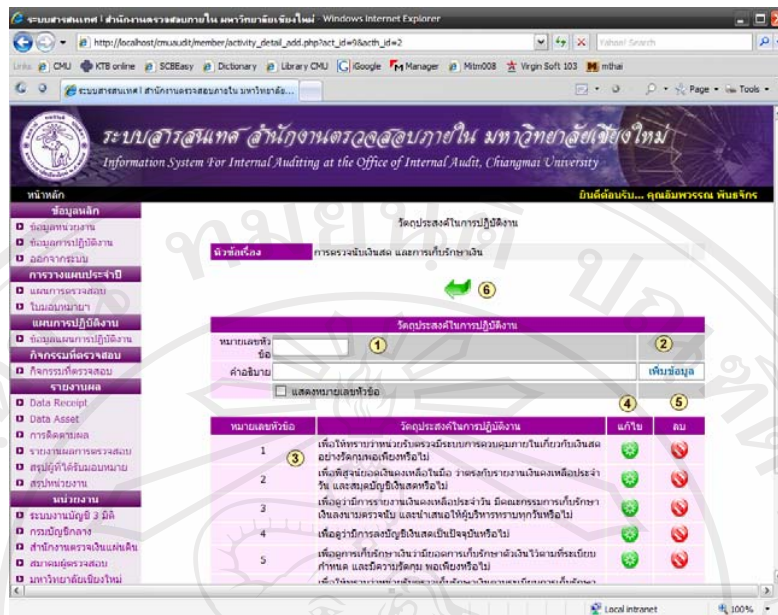 ระบบสารสนเทศ | สำนักงานตรวจสอบภายใน มหาวิทยาลัยเชียงใหม่ - Windows Internet Explorer
http://localhost/cmuaudit/member/activity_detail_add.php?act_id=9&acth_id=2
Yahoo! Search
Links CMU KTB online SCBEasy Dictionary Library CMU iGoogle Manager Mitm008 Virgin Soft 103 mthai
ระบบสารสนเทศ | สำนักงานตรวจสอบภายใน มหาวิทยาลัย...
Page Tools
ระบบสารสนเทศ สำนักงานตรวจสอบภายใน มหาวิทยาลัยเชียงใหม่
Information System For Internal Auditing at the Office of Internal Audit, Chiangmai University
หน้าหลัก
ยินดีต้อนรับ... คุณอัมพวรรณ พันธจักร
ข้อมูลหลัก
ข้อมูลหน่วยงาน
ข้อมูลการปฏิบัติงาน
ออกจากระบบ
การวางแผนประจำปี
แผนการตรวจสอบ
ใบมอบหมายฯ
แผนการปฏิบัติงาน
ข้อมูลแผนการปฏิบัติงาน
กิจกรรมที่ตรวจสอบ
กิจกรรมที่ตรวจสอบ
รายงานผล
Data Receipt
Data Asset
การติดตามผล
รายงานผลการตรวจสอบ
สรุปผู้ที่ได้รับมอบหมาย
สรุปหน่วยงาน
หน่วยงาน
ระบบงานบัญชี 3 มิติ
กรมบัญชีกลาง
สำนักงานตรวจเงินแผ่นดิน
สมาคมผู้ตรวจสอบ
มหาวิทยาลัยเชียงใหม่
วัตถุประสงค์ในการปฏิบัติงาน
หัวข้อเรื่อง การตรวจนับเงินสด และการเก็บรักษาเงิน
6
วัตถุประสงค์ในการปฏิบัติงาน
หมายเลขหัวข้อ
1
2
คำอธิบาย
เพิ่มข้อมูล
แสดงหมายเลขหัวข้อ
4
5
หมายเลขหัวข้อ วัตถุประสงค์ในการปฏิบัติงาน แก้ไข ลบ
3
1 เพื่อให้ทราบว่าหน่วยรับตรวจมีระบบการควบคุมภายในเกี่ยวกับเงินสด
อย่างรัดกุมพอเพียงหรือไม่
2 เพื่อพิสูจน์ยอดเงินคงเหลือในมือ ว่าตรงกับรายงานเงินคงเหลือประจำ
วัน และสมุดบัญชีเงินสดหรือไม่
3 เพื่อดูว่ามีการรายงานเงินคงเหลือประจำวัน มีคณะกรรมการเก็บรักษา
เงินลงนามตรวจนับ และนำเสนอให้ผู้บริหารทราบทุกวันหรือไม่
4 เพื่อดูว่ามีการลงบัญชีเงินสดเป็นปัจจุบันหรือไม่
5 เพื่อดูการเก็บรักษาเงินว่ามียอดการเก็บรักษาตัวเงินไว้ตามที่ระเบียบ
กำหนด และมีความรัดกุม พอเพียงหรือไม่
Local intranet 100%